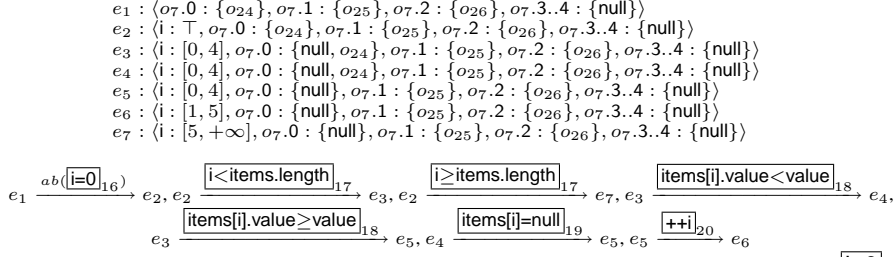 e₁ : ⟨o₇.0 : {o₂₄}, o₇.1 : {o₂₅}, o₇.2 : {o₂₆}, o₇.3..4 : {null}⟩
e₂ : ⟨i : ⊤, o₇.0 : {o₂₄}, o₇.1 : {o₂₅}, o₇.2 : {o₂₆}, o₇.3..4 : {null}⟩
e₃ : ⟨i : [0, 4], o₇.0 : {null, o₂₄}, o₇.1 : {o₂₅}, o₇.2 : {o₂₆}, o₇.3..4 : {null}⟩
e₄ : ⟨i : [0, 4], o₇.0 : {null, o₂₄}, o₇.1 : {o₂₅}, o₇.2 : {o₂₆}, o₇.3..4 : {null}⟩
e₅ : ⟨i : [0, 4], o₇.0 : {null}, o₇.1 : {o₂₅}, o₇.2 : {o₂₆}, o₇.3..4 : {null}⟩
e₆ : ⟨i : [1, 5], o₇.0 : {null}, o₇.1 : {o₂₅}, o₇.2 : {o₂₆}, o₇.3..4 : {null}⟩
e₇ : ⟨i : [5, +∞], o₇.0 : {null}, o₇.1 : {o₂₅}, o₇.2 : {o₂₆}, o₇.3..4 : {null}⟩
e₁ ab(i=0₁₆) e₂, e₂ i<items.length₁₇ e₃, e₂ i≥items.length₁₇ e₇, e₃ items[i].value<value₁₈ e₄,
e₃ items[i].value≥value₁₈ e₅, e₄ items[i]=null₁₉ e₅, e₅ ++i₂₀ e₆